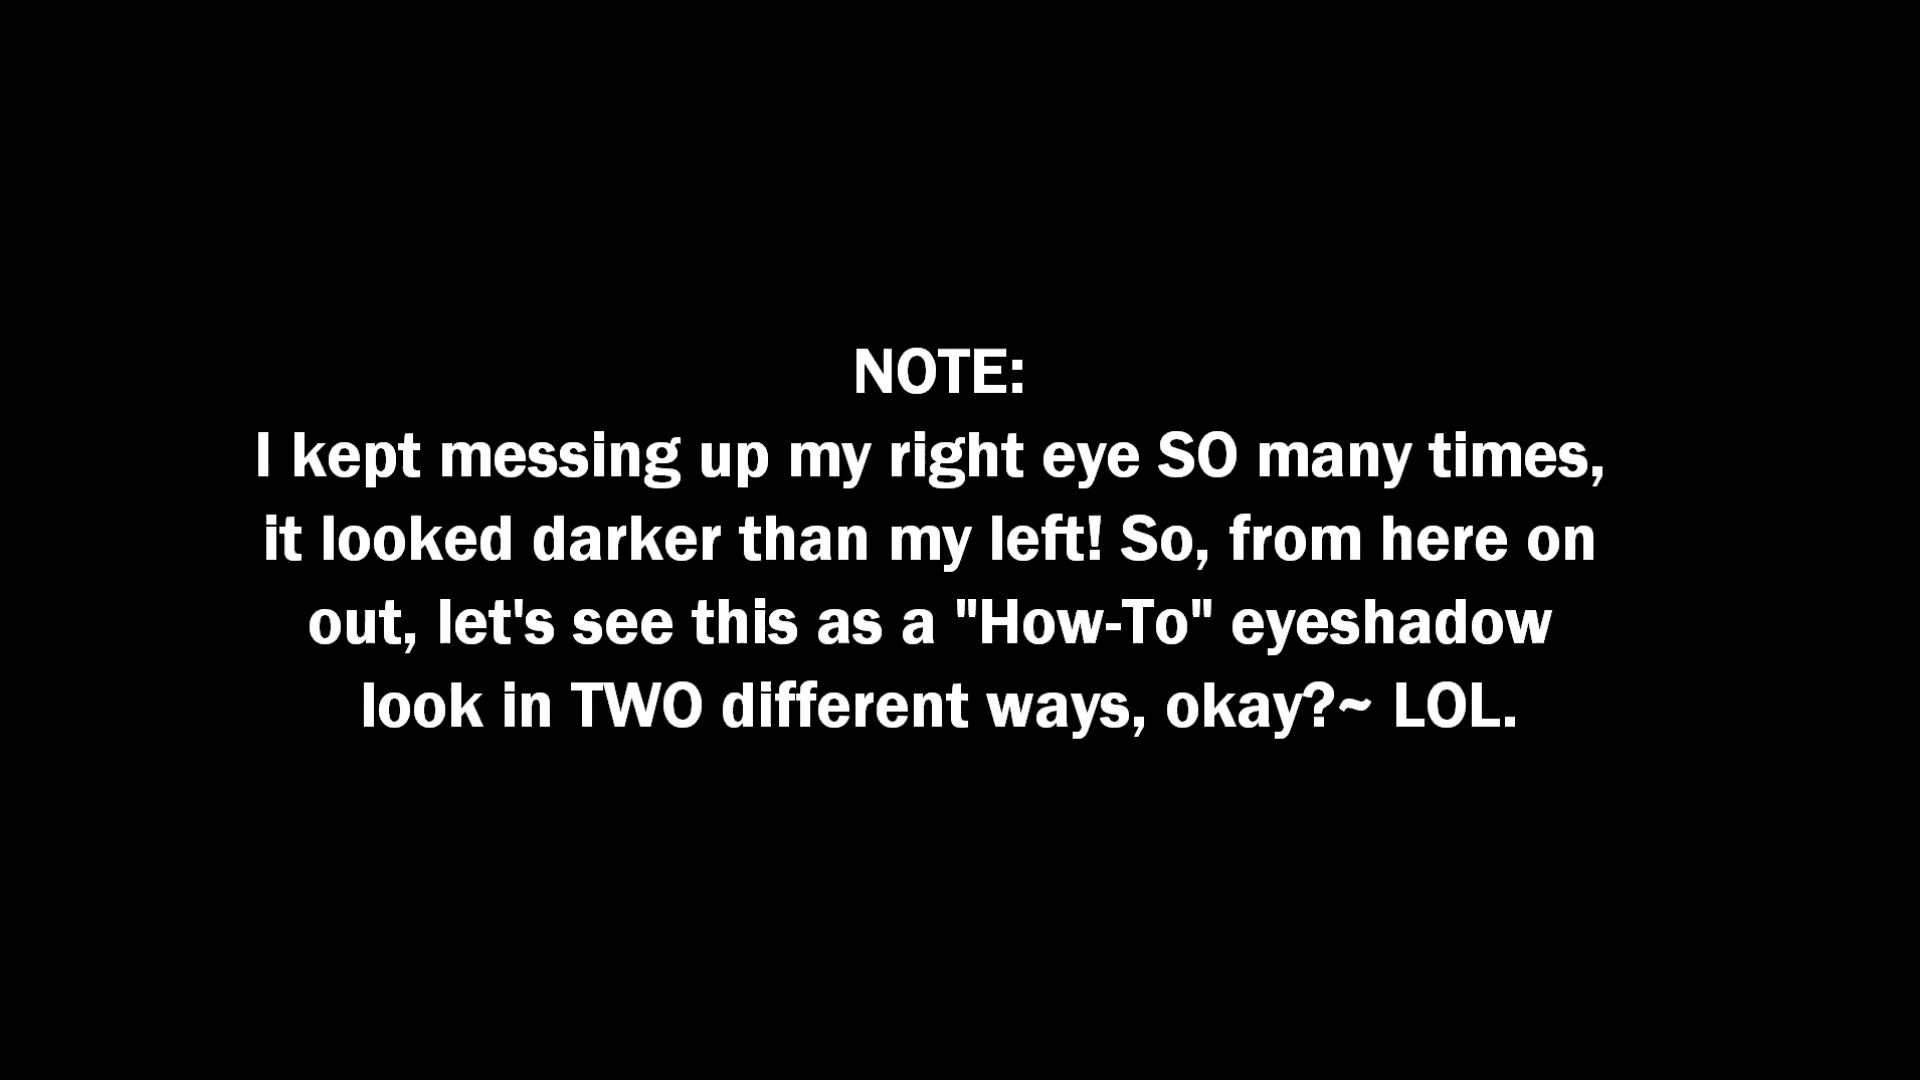 NOTE:
I kept messing up my right eye SO many times,
it looked darker than my left! So, from here on
out, let's see this as a "How-To" eyeshadow
look in TWO different ways, okay?~ LOL.